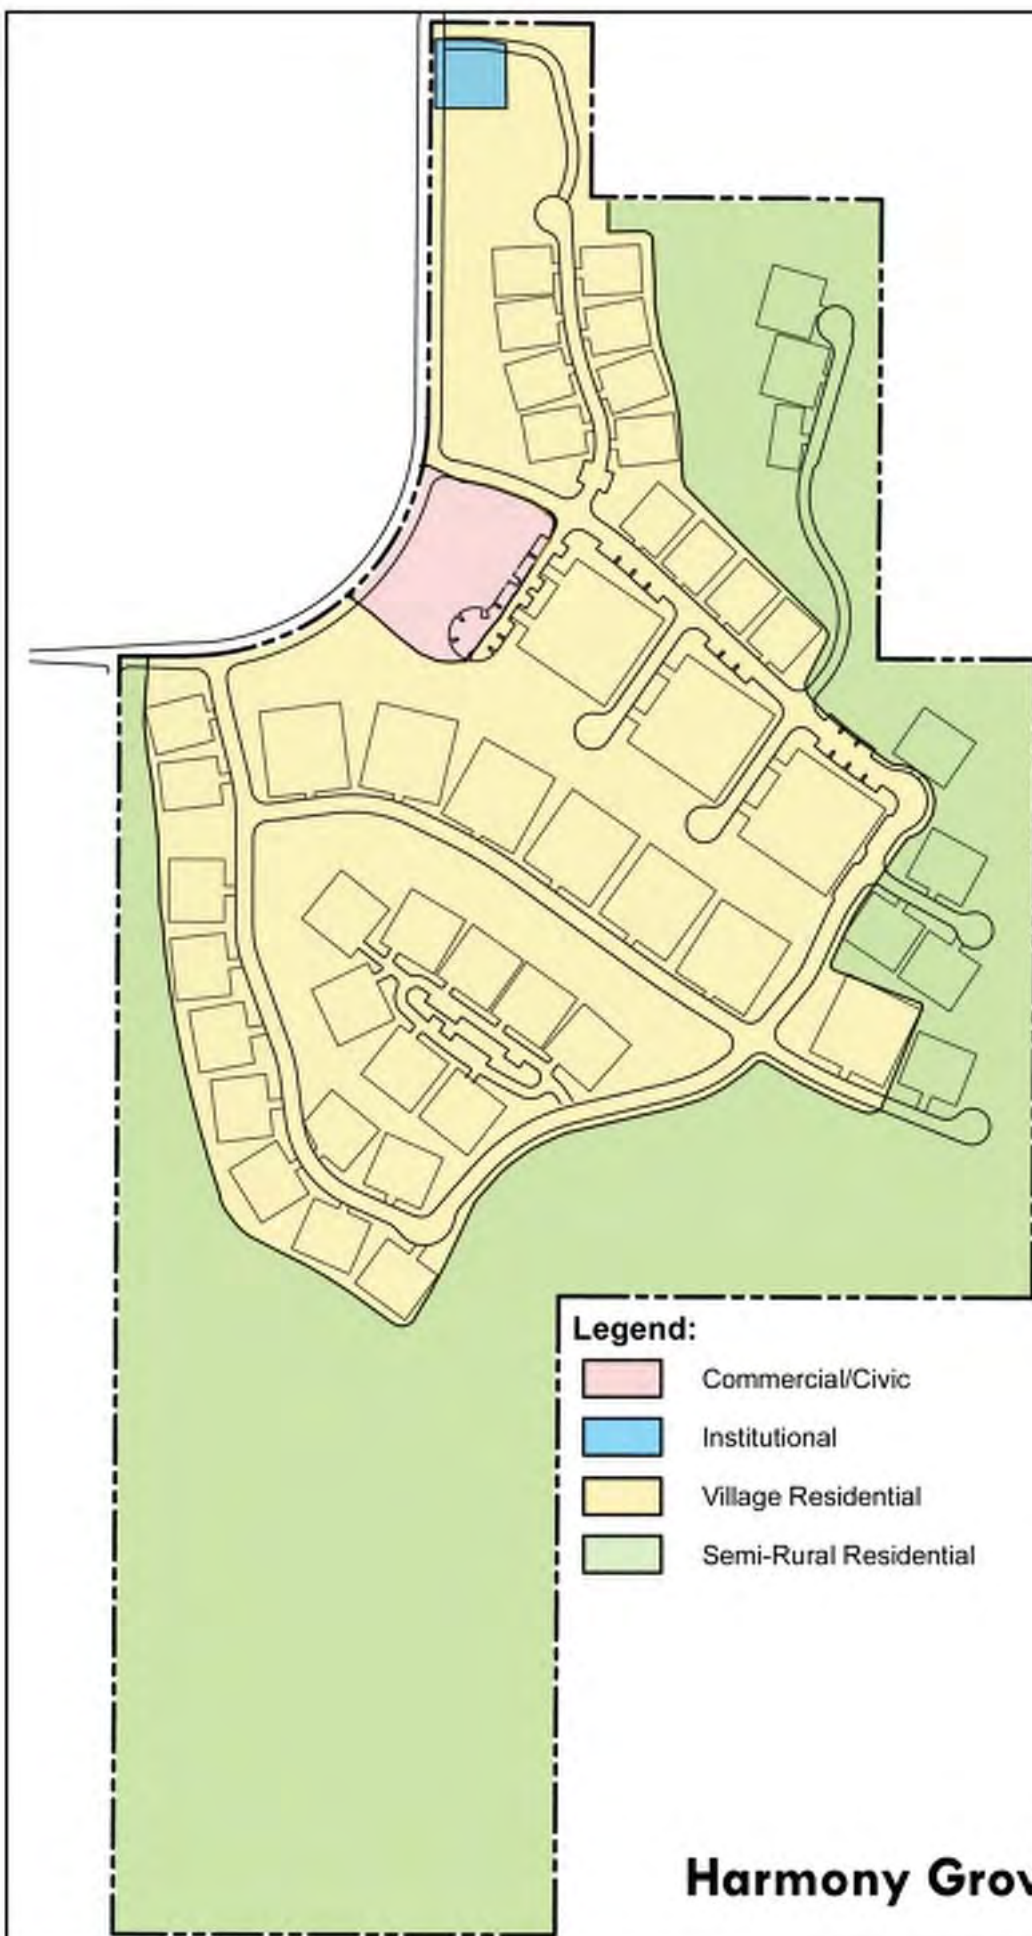 Legend:
Commercial/Civic
Institutional
Village Residential
Semi-Rural Residential
Harmony Grov